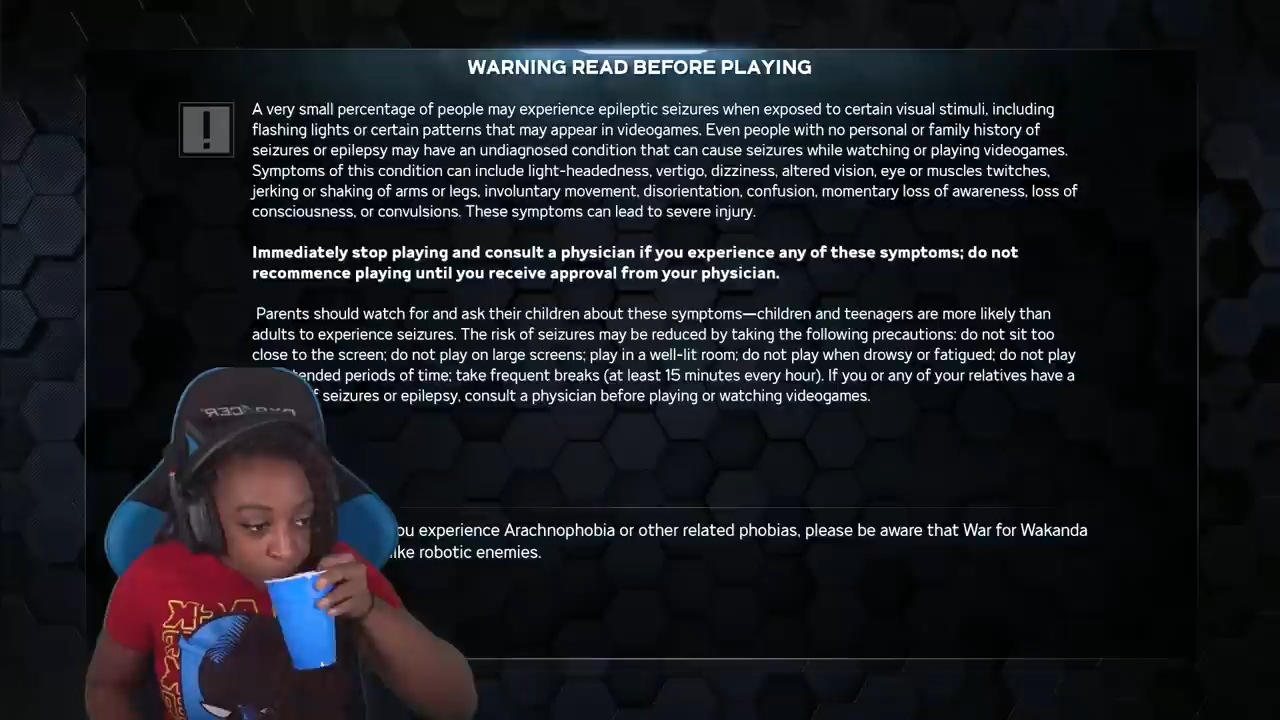 WARNING READ BEFORE PLAYING
A very small percentage of people may experience epileptic seizures when exposed to certain visual stimuli, including
flashing lights or certain patterns that may appear in videogames. Even people with no personal or family history of
seizures or epilepsy may have an undiagnosed condition that can cause seizures while watching or playing videogames.
Symptoms of this condition can include light-headedness, vertigo, dizziness, altered vision, eye or muscles twitches,
jerking or shaking of arms or legs, involuntary movement, disorientation, confusion, momentary loss of awareness, loss of
consciousness, or convulsions. These symptoms can lead to severe injury.
Immediately stop playing and consult a physician if you experience any of these symptoms; do not
recommence playing until you receive approval from your physician.
Parents should watch for and ask their children about these symptoms—children and teenagers are more likely than
adults to experience seizures. The risk of seizures may be reduced by taking the following precautions: do not sit too
close to the screen; do not play on large screens; play in a well-lit room; do not play when drowsy or fatigued; do not play
periods of time; take frequent breaks (at least 15 minutes every hour). If you or any of your relatives have a
seizures or epilepsy, consult a physician before playing or watching videogames.
experience Arachnophobia or other related phobias, please be aware that War for Wakanda
robotic enemies.